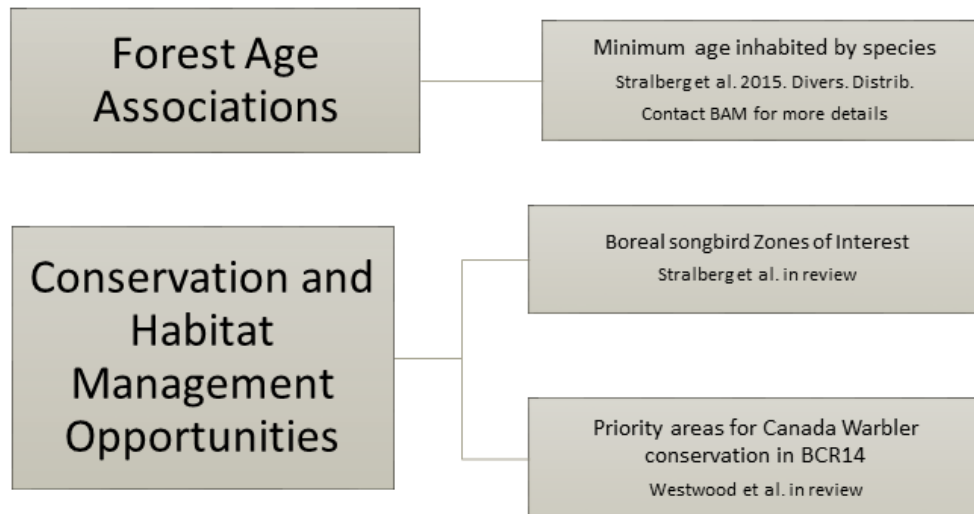 Forest Age
Associations
Minimum age inhabited by species
Stralberg et al. 2015. Divers. Distrib.
Contact BAM for more details
Conservation and
Habitat
Management
Opportunities
Boreal songbird Zones of Interest
Stralberg et al. in review
Priority areas for Canada Warbler
conservation in BCR14
Westwood et al. in review